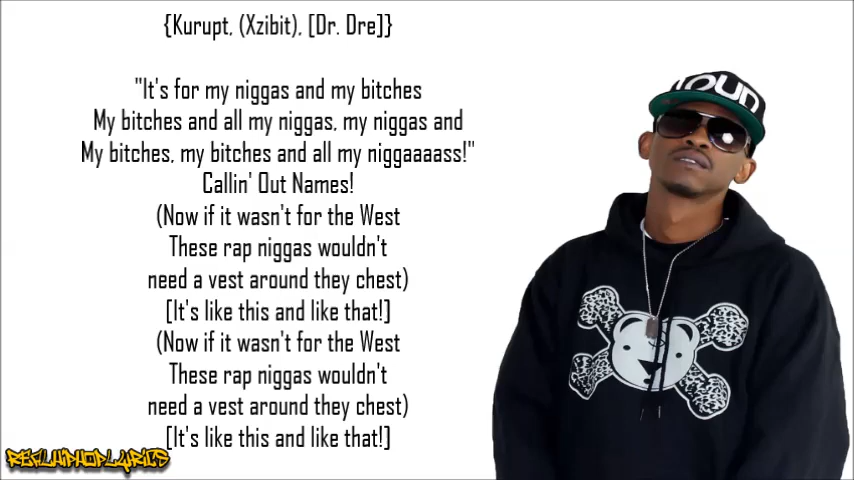 {Kurupt, (Xzibit), [Dr. Dre]}
"It's for my niggas and my bitches
My bitches and all my niggas, my niggas and
My bitches, my bitches and all my niggaaaass!"
Callin' Out Names!
(Now if it wasn't for the West
These rap niggas wouldn't
need a vest around they chest)
[It's like this and like that!]
(Now if it wasn't for the West
These rap niggas wouldn't
need a vest around they chest)
[It's like this and like that!]
REFLHIPHOPLYRICS